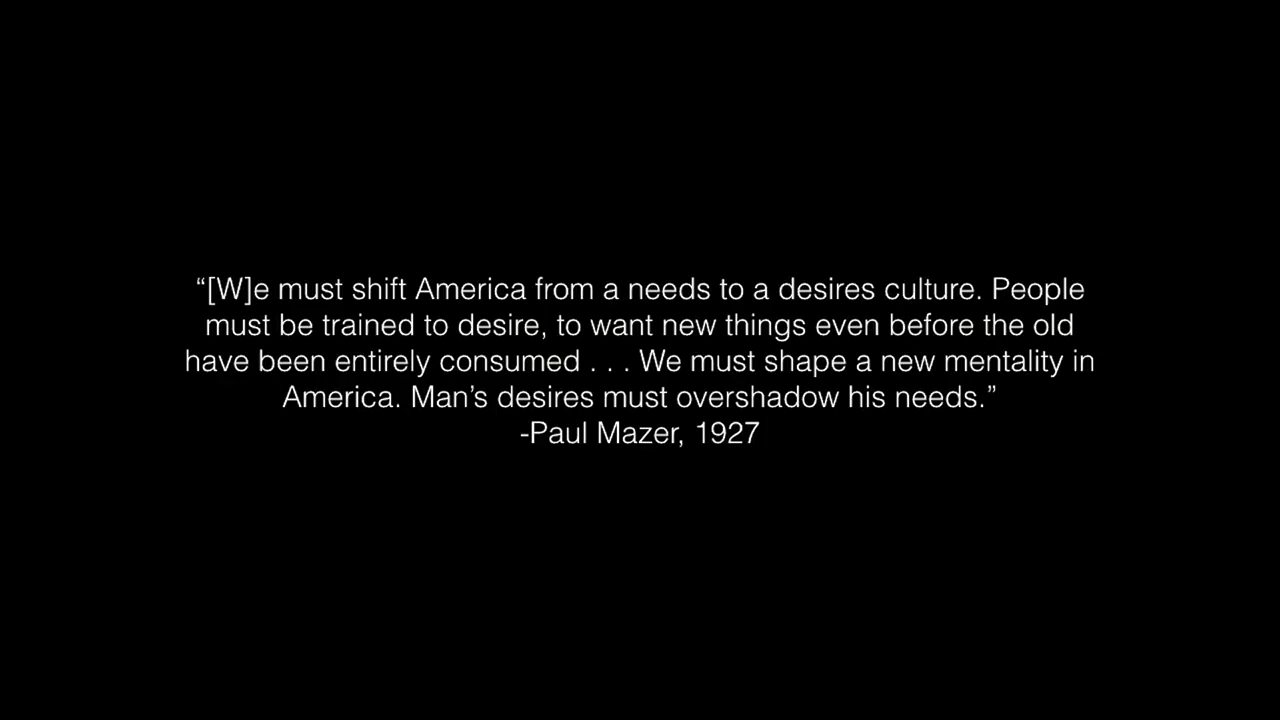 “[W]e must shift America from a needs to a desires culture. People
must be trained to desire, to want new things even before the old
have been entirely consumed . . . We must shape a new mentality in
America. Man’s desires must overshadow his needs.”
-Paul Mazer, 1927